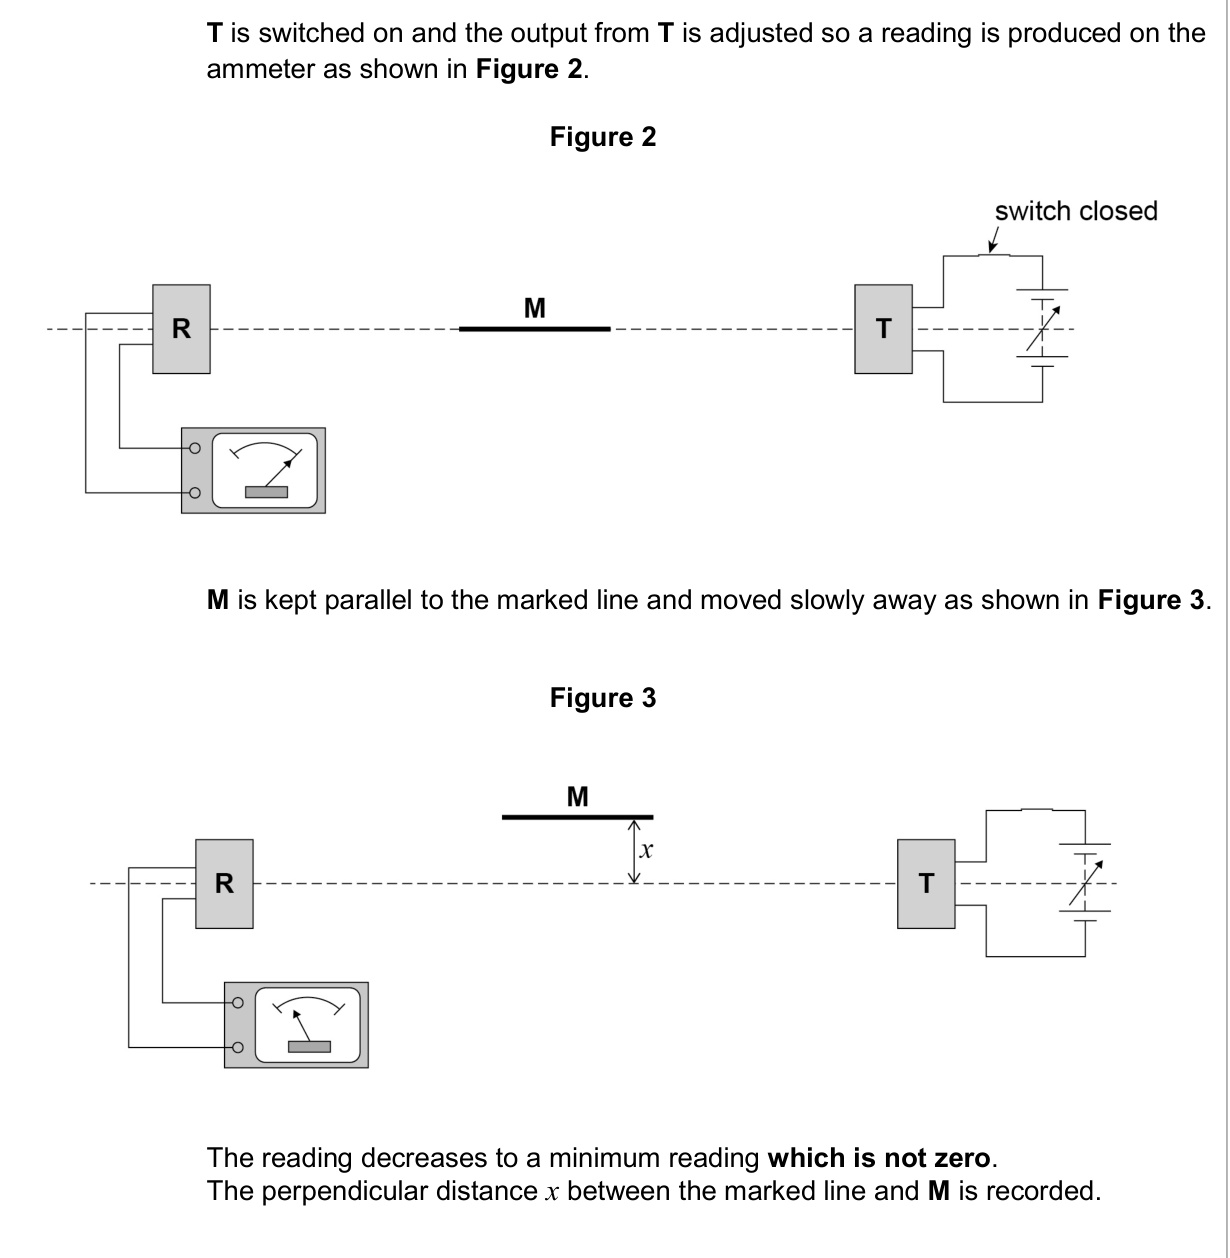 T is switched on and the output from T is adjusted so a reading is produced on the
ammeter as shown in Figure 2.
Figure 2
switch closed
M
R
T
M is kept parallel to the marked line and moved slowly away as shown in Figure 3.
Figure 3
M
x
R
T
The reading decreases to a minimum reading which is not zero.
The perpendicular distance x between the marked line and M is recorded.